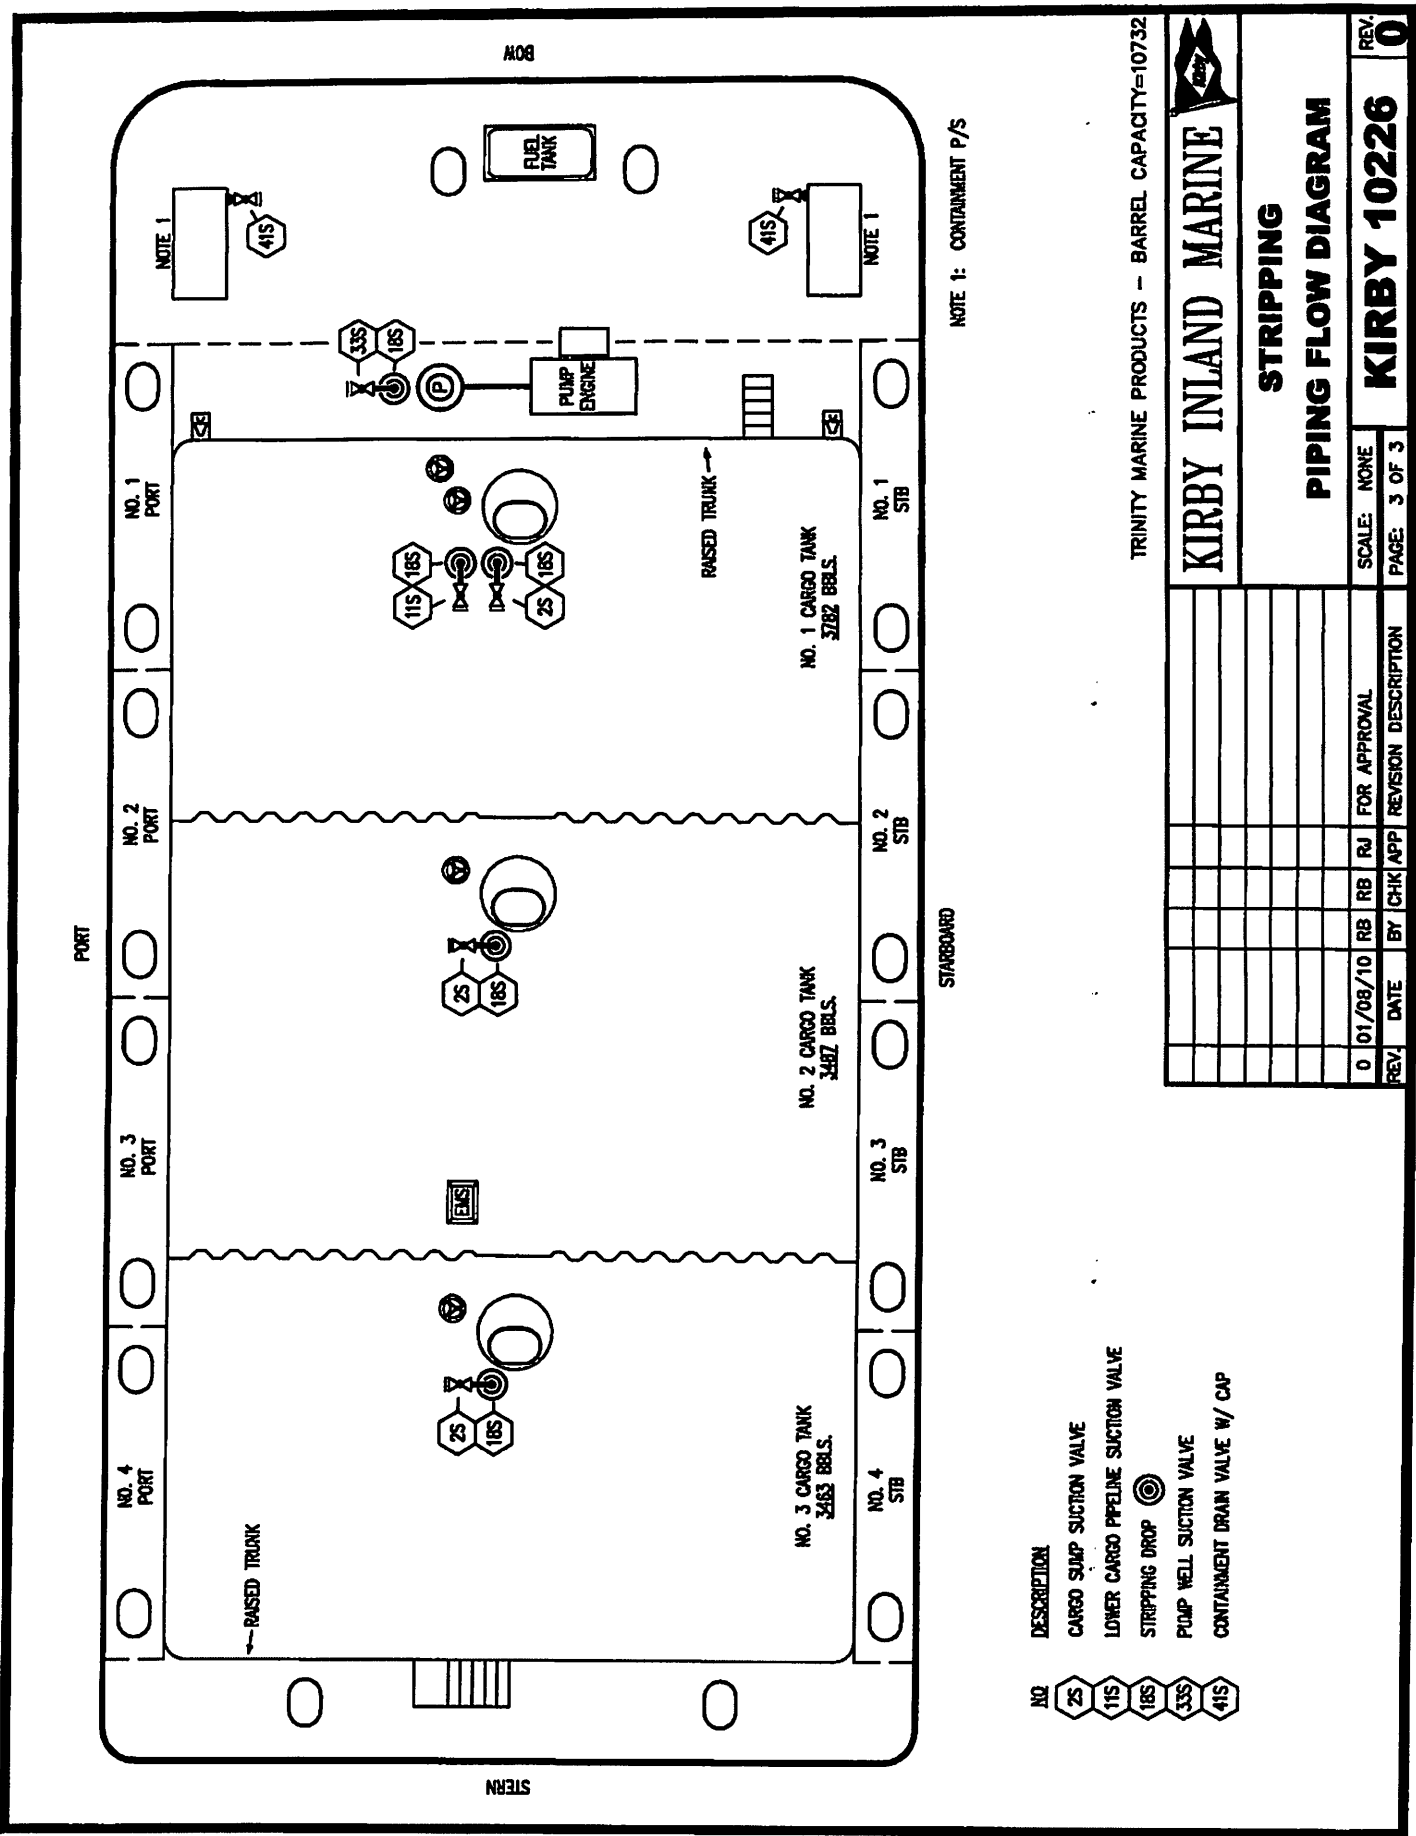 PORT
STERN
BOW
RAISED TRUNK
NO. 4
PORT
NO. 3
PORT
NO. 2
PORT
NO. 1
PORT
NOTE 1
41S
33S
18S
P
PUMP
ENGINE
FUEL
TANK
11S
18S
18S
2S
2S
18S
EMS
2S
18S
RAISED TRUNK
41S
NOTE 1
NO. 3 CARGO TANK
3463 BBLS.
NO. 2 CARGO TANK
3487 BBLS.
NO. 1 CARGO TANK
3782 BBLS.
NO. 4
STB
NO. 3
STB
NO. 2
STB
NO. 1
STB
STARBOARD
NOTE 1: CONTAINMENT P/S
NO DESCRIPTION
2S CARGO SUMP SUCTION VALVE
11S LOWER CARGO PIPELINE SUCTION VALVE
18S STRIPPING DROP
33S PUMP WELL SUCTION VALVE
41S CONTAINMENT DRAIN VALVE W/ CAP
TRINITY MARINE PRODUCTS – BARREL CAPACITY=10732
KIRBY INLAND MARINE
Kirby
STRIPPING
PIPING FLOW DIAGRAM
0 01/08/10 RB RB RJ FOR APPROVAL
REV. DATE BY CHK APP REVISION DESCRIPTION
SCALE: NONE
PAGE: 3 OF 3
KIRBY 10226
REV.
0